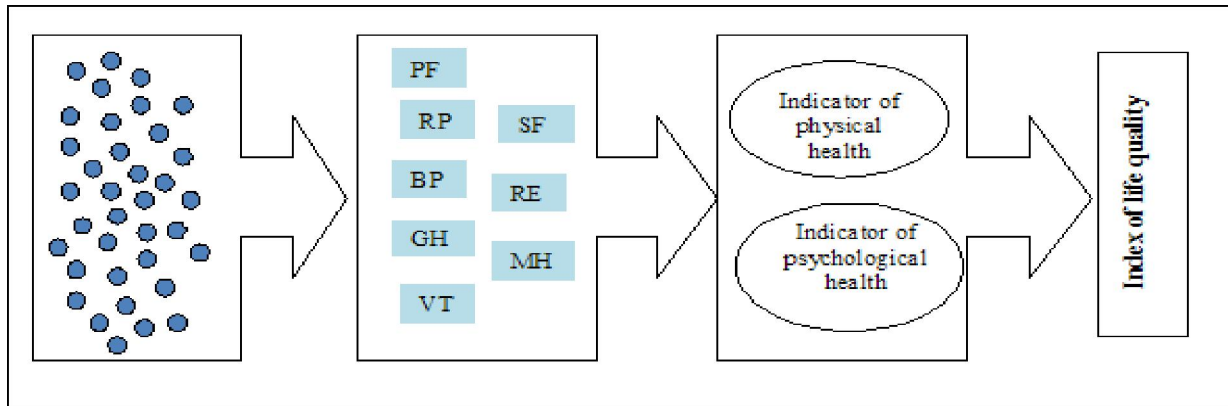 PF
RP
BP
GH
VT
SF
RE
MH
Indicator of
physical
health
Indicator of
psychological
health
Index of life quality